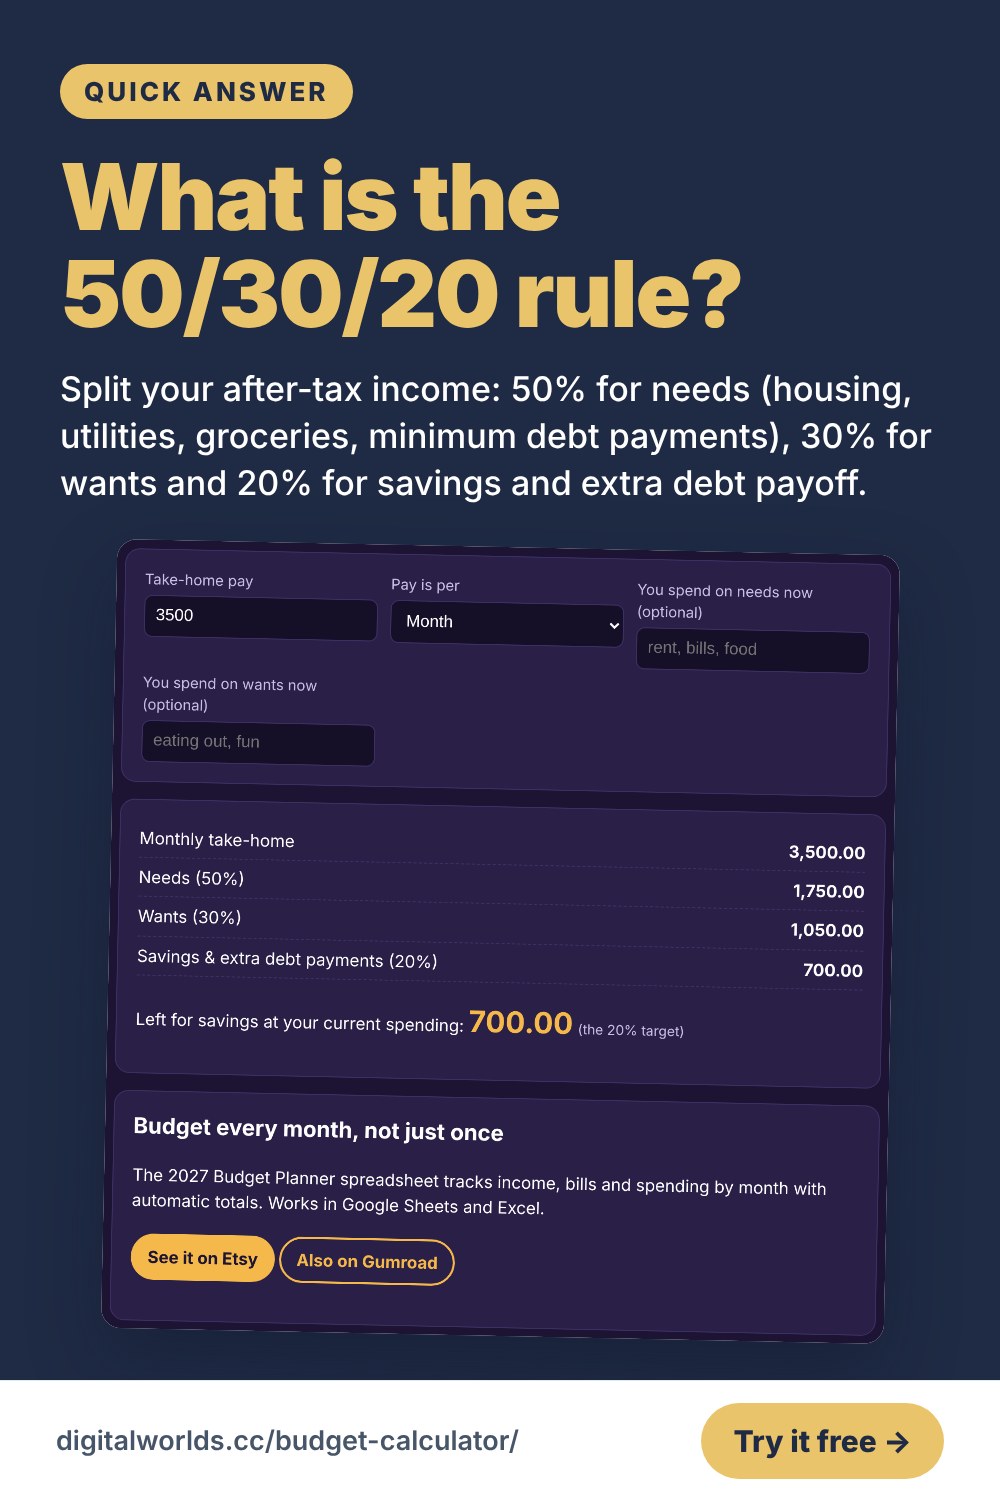 QUICK ANSWER
What is the
50/30/20 rule?
Split your after-tax income: 50% for needs (housing,
utilities, groceries, minimum debt payments), 30% for
wants and 20% for savings and extra debt payoff.
Take-home pay
3500
Pay is per
Month
You spend on needs now
(optional)
rent, bills, food
You spend on wants now
(optional)
eating out, fun
Monthly take-home 3,500.00
Needs (50%) 1,750.00
Wants (30%) 1,050.00
Savings & extra debt payments (20%) 700.00
Left for savings at your current spending: 700.00 (the 20% target)
Budget every month, not just once
The 2027 Budget Planner spreadsheet tracks income, bills and spending by month with
automatic totals. Works in Google Sheets and Excel.
See it on Etsy
Also on Gumroad
digitalworlds.cc/budget-calculator/
Try it free →